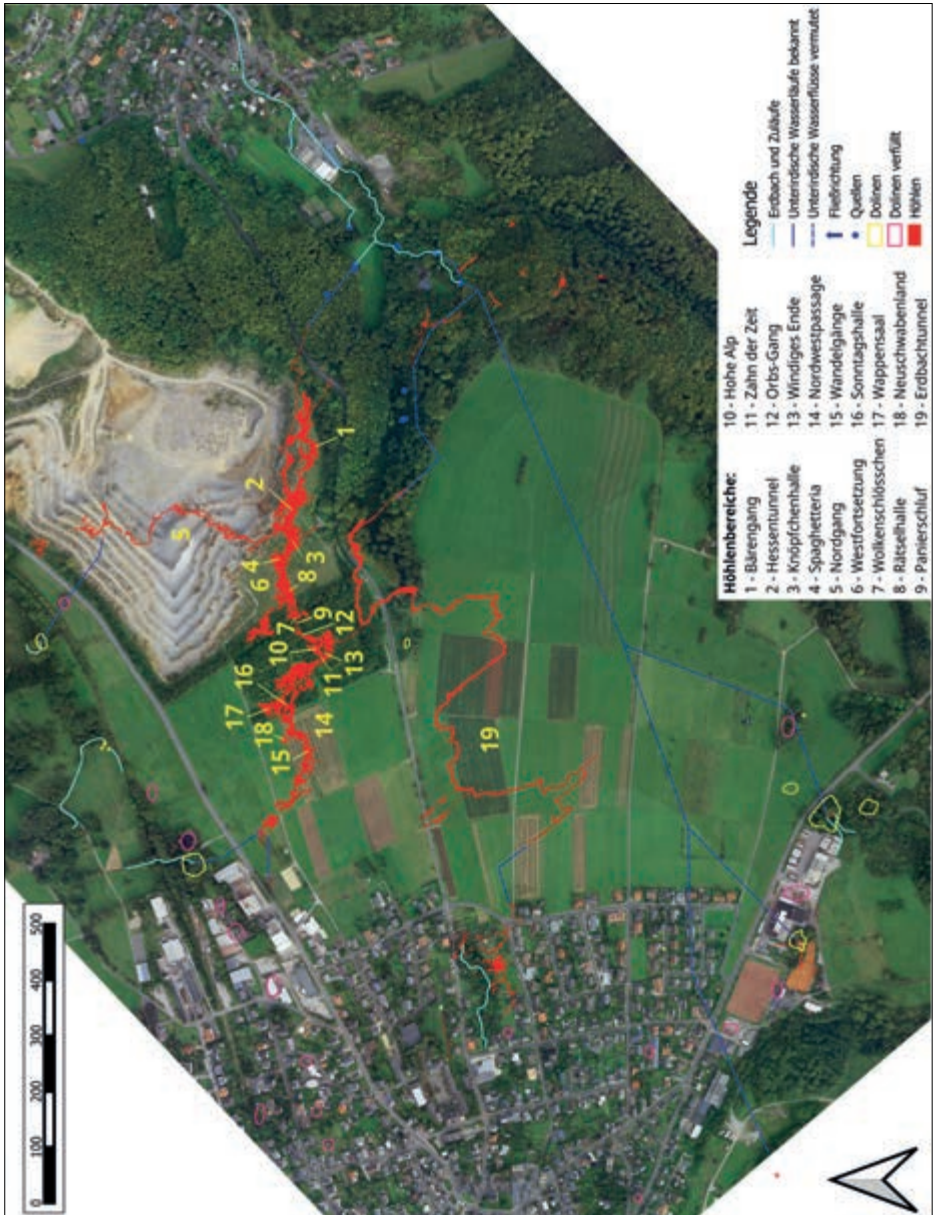 0 100 200 300 400 500
17
16
18
15
14
10
7
11
9
13
12
6
4
8
3
2
5
1
19
Höhlenbereiche:
1 - Bärengang
2 - Hessentunnel
3 - Knöpfchenhalle
4 - Spaghetteria
5 - Nordgang
6 - Westfortsetzung
7 - Wolkenschlösschen
8 - Rätselhalle
9 - Panierschluf
10 - Hohe Alp
11 - Zahn der Zeit
12 - Orbs-Gang
13 - Windiges Ende
14 - Nordwestpassage
15 - Wandelgänge
16 - Sonntagshalle
17 - Wappensaal
18 - Neuschwabenland
19 - Erdbachtunnel
Legende
Erdbach und Zuläufe
Unterirdische Wasserläufe bekannt
Unterirdische Wasserflüsse vermutet
Fließrichtung
Quellen
Dolinen
Dolinen verfüllt
Höhlen